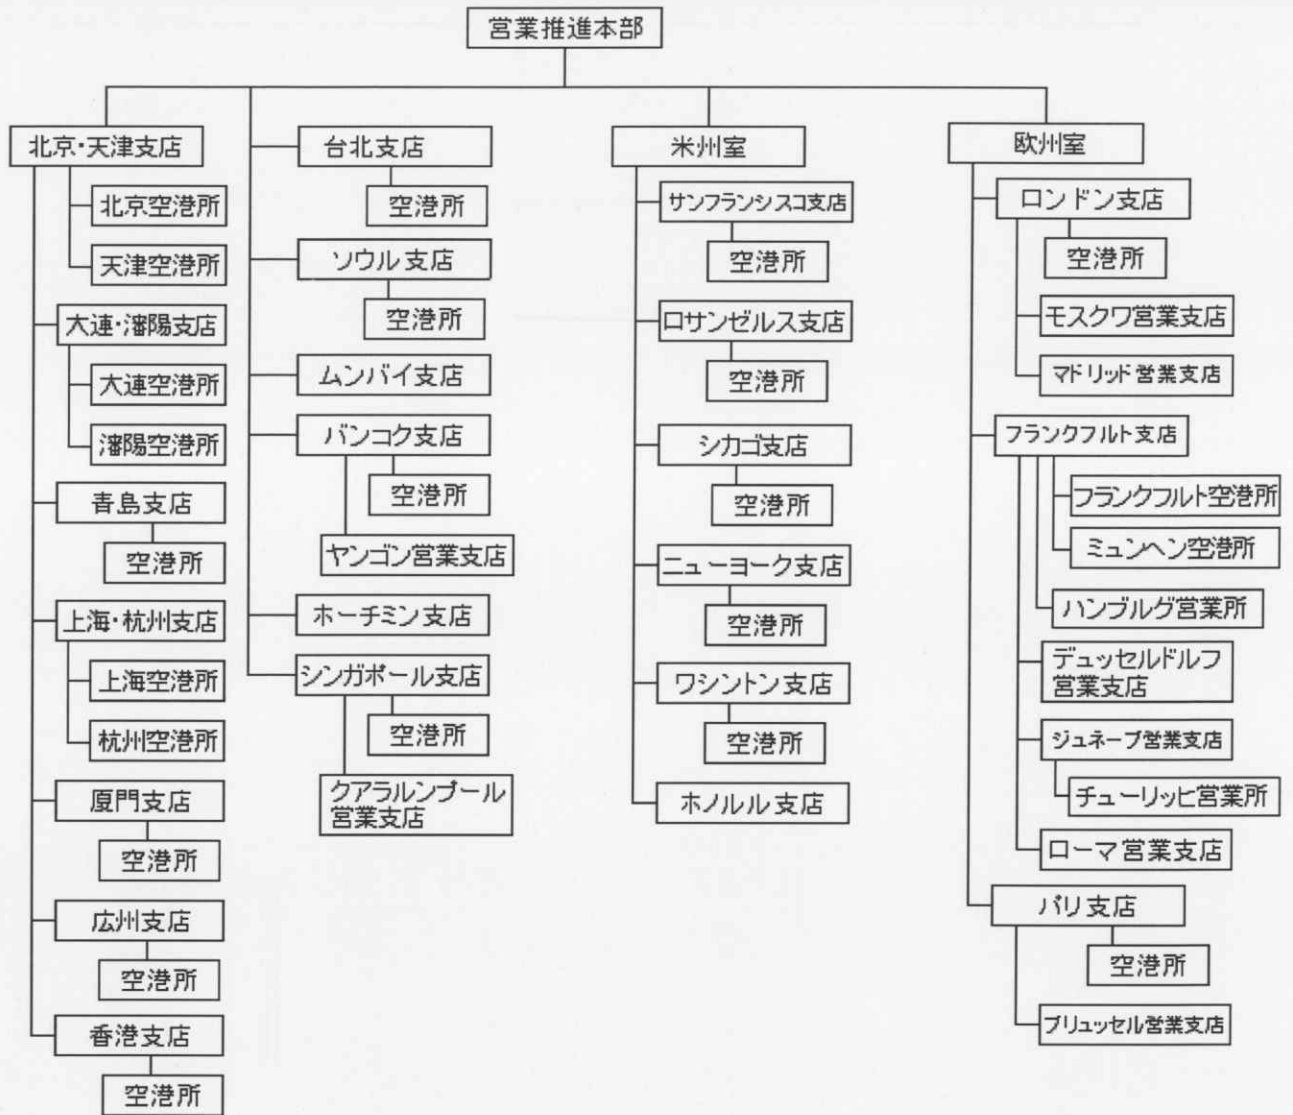 営業推進本部
北京・天津支店
北京空港所
天津空港所
大連・瀋陽支店
大連空港所
瀋陽空港所
青島支店
空港所
上海・杭州支店
上海空港所
杭州空港所
厦門支店
空港所
広州支店
空港所
香港支店
空港所
台北支店
空港所
ソウル支店
空港所
ムンバイ支店
バンコク支店
空港所
ヤンゴン営業支店
ホーチミン支店
シンガポール支店
空港所
クアラルンプール
営業支店
米州室
サンフランシスコ支店
空港所
ロサンゼルス支店
空港所
シカゴ支店
空港所
ニューヨーク支店
空港所
ワシントン支店
空港所
ホノルル支店
欧州室
ロンドン支店
空港所
モスクワ営業支店
マドリッド営業支店
フランクフルト支店
フランクフルト空港所
ミュンヘン空港所
ハンブルグ営業所
デュッセルドルフ
営業支店
ジュネーブ営業支店
チューリッヒ営業所
ローマ営業支店
パリ支店
空港所
ブリュッセル営業支店